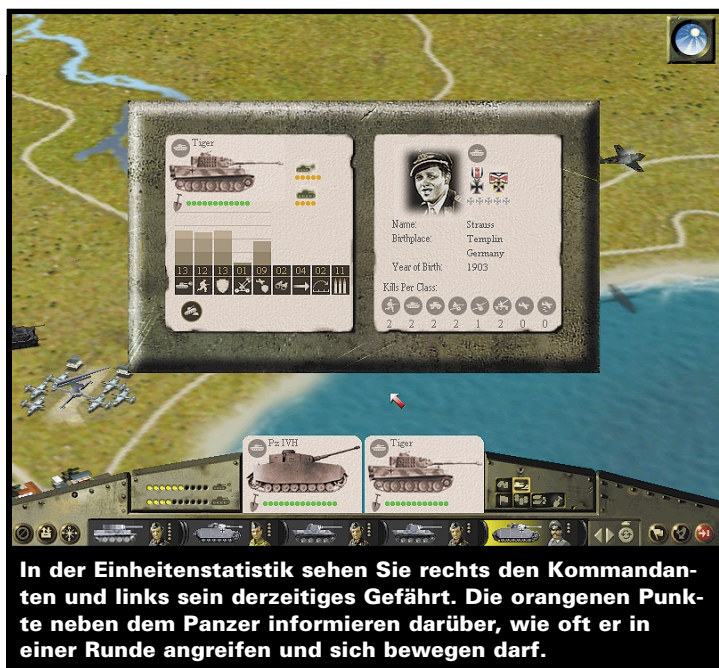 Tiger
13 12 13 01 09 02 04 02 11
Name: Strauss
Birthplace: Templin
Germany
Year of Birth: 1903
Kills Per Class:
2 2 2 2 1 2 0 0
Pz IVH
Tiger
In der Einheitenstatistik sehen Sie rechts den Kommandan-
ten und links sein derzeitiges Gefährt. Die orangenen Punk-
te neben dem Panzer informieren darüber, wie oft er in
einer Runde angreifen und sich bewegen darf.